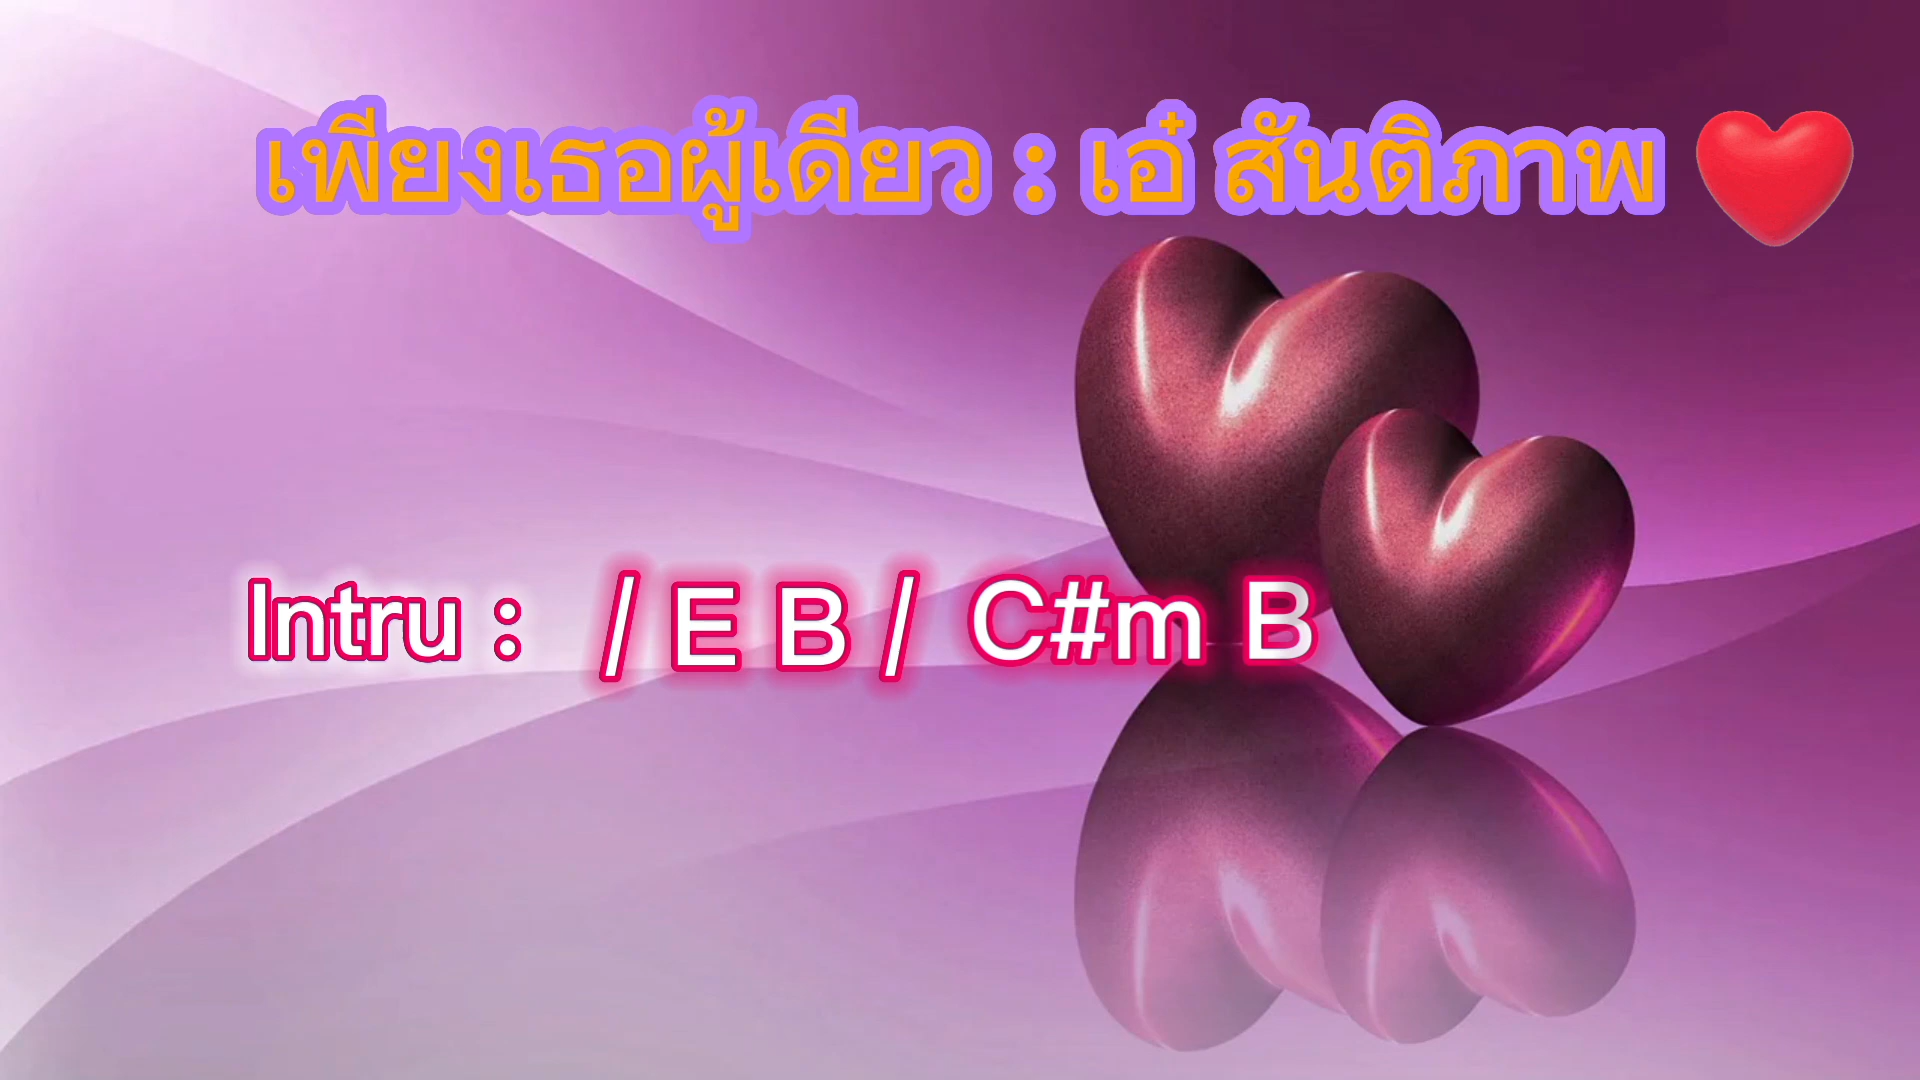 เพียงเธอผู้เดียว : เอ๋ สันติภาพ ❤️
Intru : / E B / C#m B